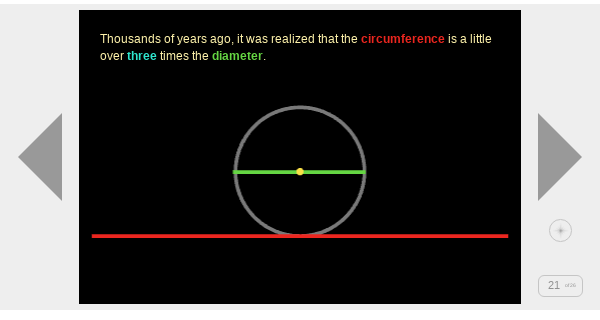 Thousands of years ago, it was realized that the circumference is a little
over three times the diameter.
21